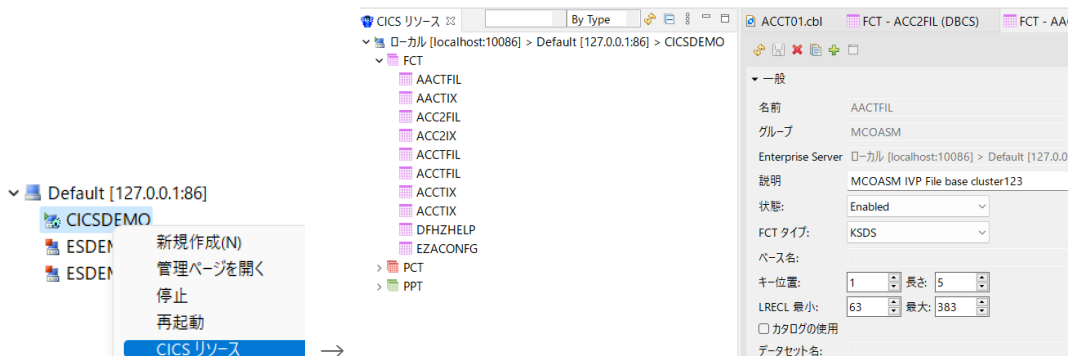 Default [127.0.0.1:86]
CICSDEMO
ESDEM
ESDEM
新規作成(N)
管理ページを開く
停止
再起動
CICS リソース
→
CICS リソース
By Type
ローカル [localhost:10086] > Default [127.0.0.1:86] > CICSDEMO
FCT
AACTFIL
AACTIX
ACC2FIL
ACC2IX
ACCTFIL
ACCTFIL
ACCTIX
ACCTIX
DFHZHELP
EZACONFG
PCT
PPT
ACCT01.cbl
FCT - ACC2FIL (DBCS)
FCT - AA
一般
名前 AACTFIL
グループ MCOASM
Enterprise Server ローカル [localhost:10086] > Default [127.0.0
説明 MCOASM IVP File base cluster123
状態: Enabled
FCT タイプ: KSDS
ベース名:
キー位置: 1 長さ: 5
LRECL 最小: 63 最大: 383
カタログの使用
データセット名: